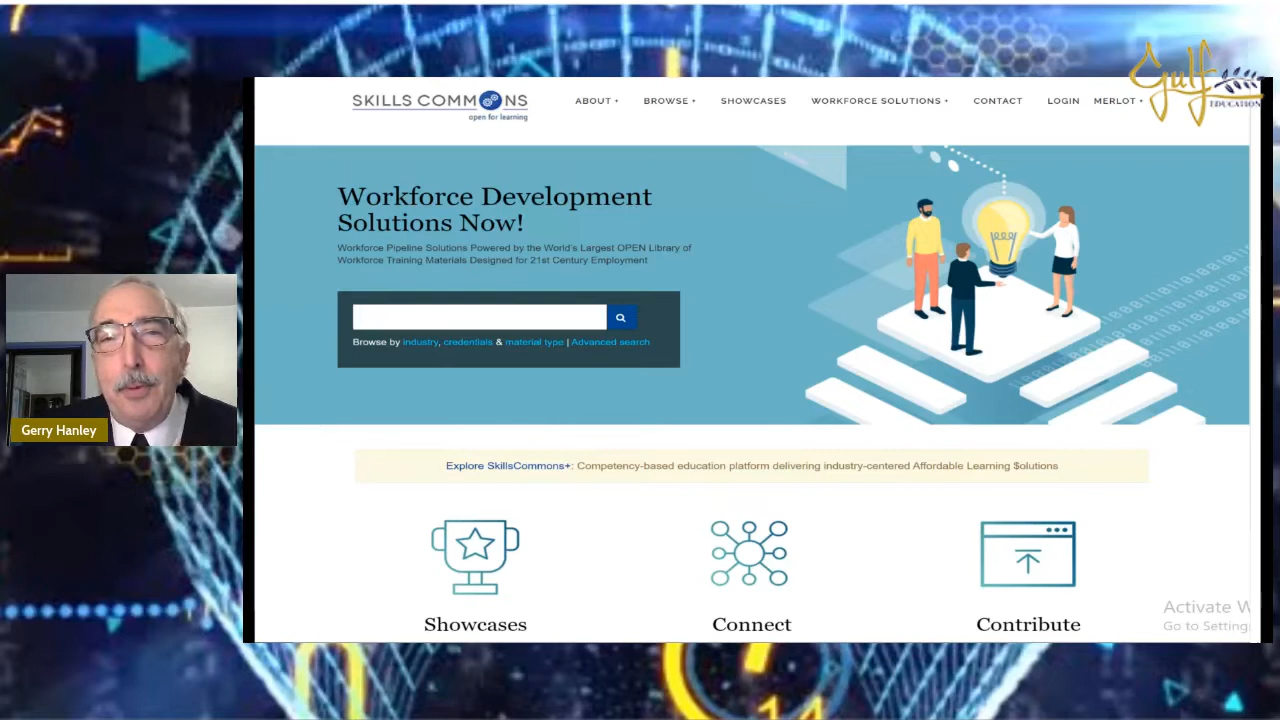 Gulf
EDUCATION
SKILLS COMMONS
open for learning
ABOUT +
BROWSE +
SHOWCASES
WORKFORCE SOLUTIONS +
CONTACT
LOGIN
MERLOT +
Workforce Development
Solutions Now!
Workforce Pipeline Solutions Powered by the World's Largest OPEN Library of
Workforce Training Materials Designed for 21st Century Employment
Browse by industry, credentials & material type | Advanced search
Gerry Hanley
Explore SkillsCommons+: Competency-based education platform delivering industry-centered Affordable Learning $olutions
Showcases
Connect
Contribute
Activate W
Go to Setting
14